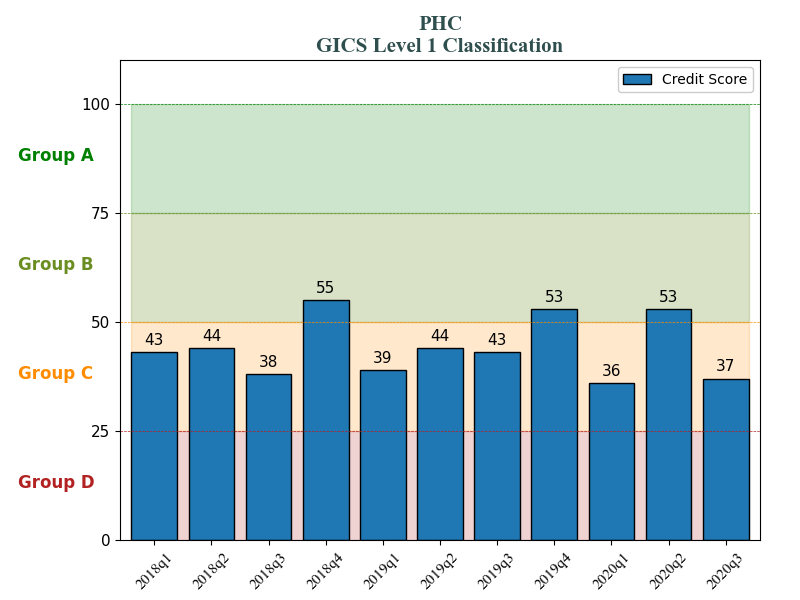 PHC
GICS Level 1 Classification
Credit Score
100
Group A
75
Group B
50
Group C
25
Group D
0
43
44
38
55
39
44
43
53
36
53
37
2018q1
2018q2
2018q3
2018q4
2019q1
2019q2
2019q3
2019q4
2020q1
2020q2
2020q3